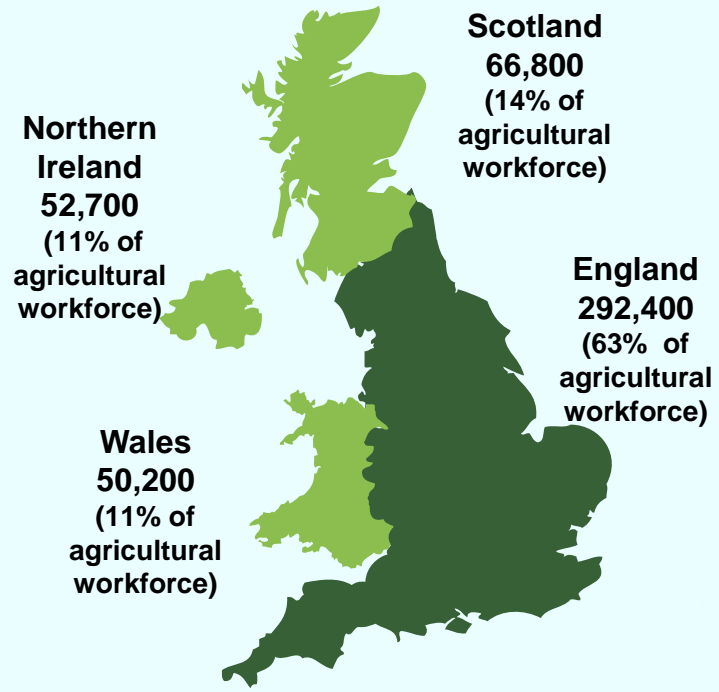 Scotland
66,800
(14% of
agricultural
workforce)
Northern
Ireland
52,700
(11% of
agricultural
workforce)
England
292,400
(63% of
agricultural
workforce)
Wales
50,200
(11% of
agricultural
workforce)